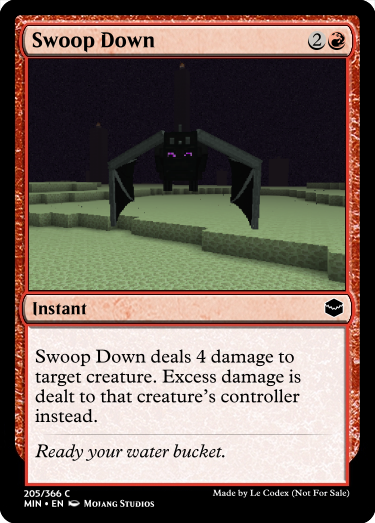 Swoop Down 2
Instant
Swoop Down deals 4 damage to
target creature. Excess damage is
dealt to that creature's controller
instead.
Ready your water bucket.
205/366 C
MIN • EN Mojang Studios
Made by Le Codex (Not For Sale)